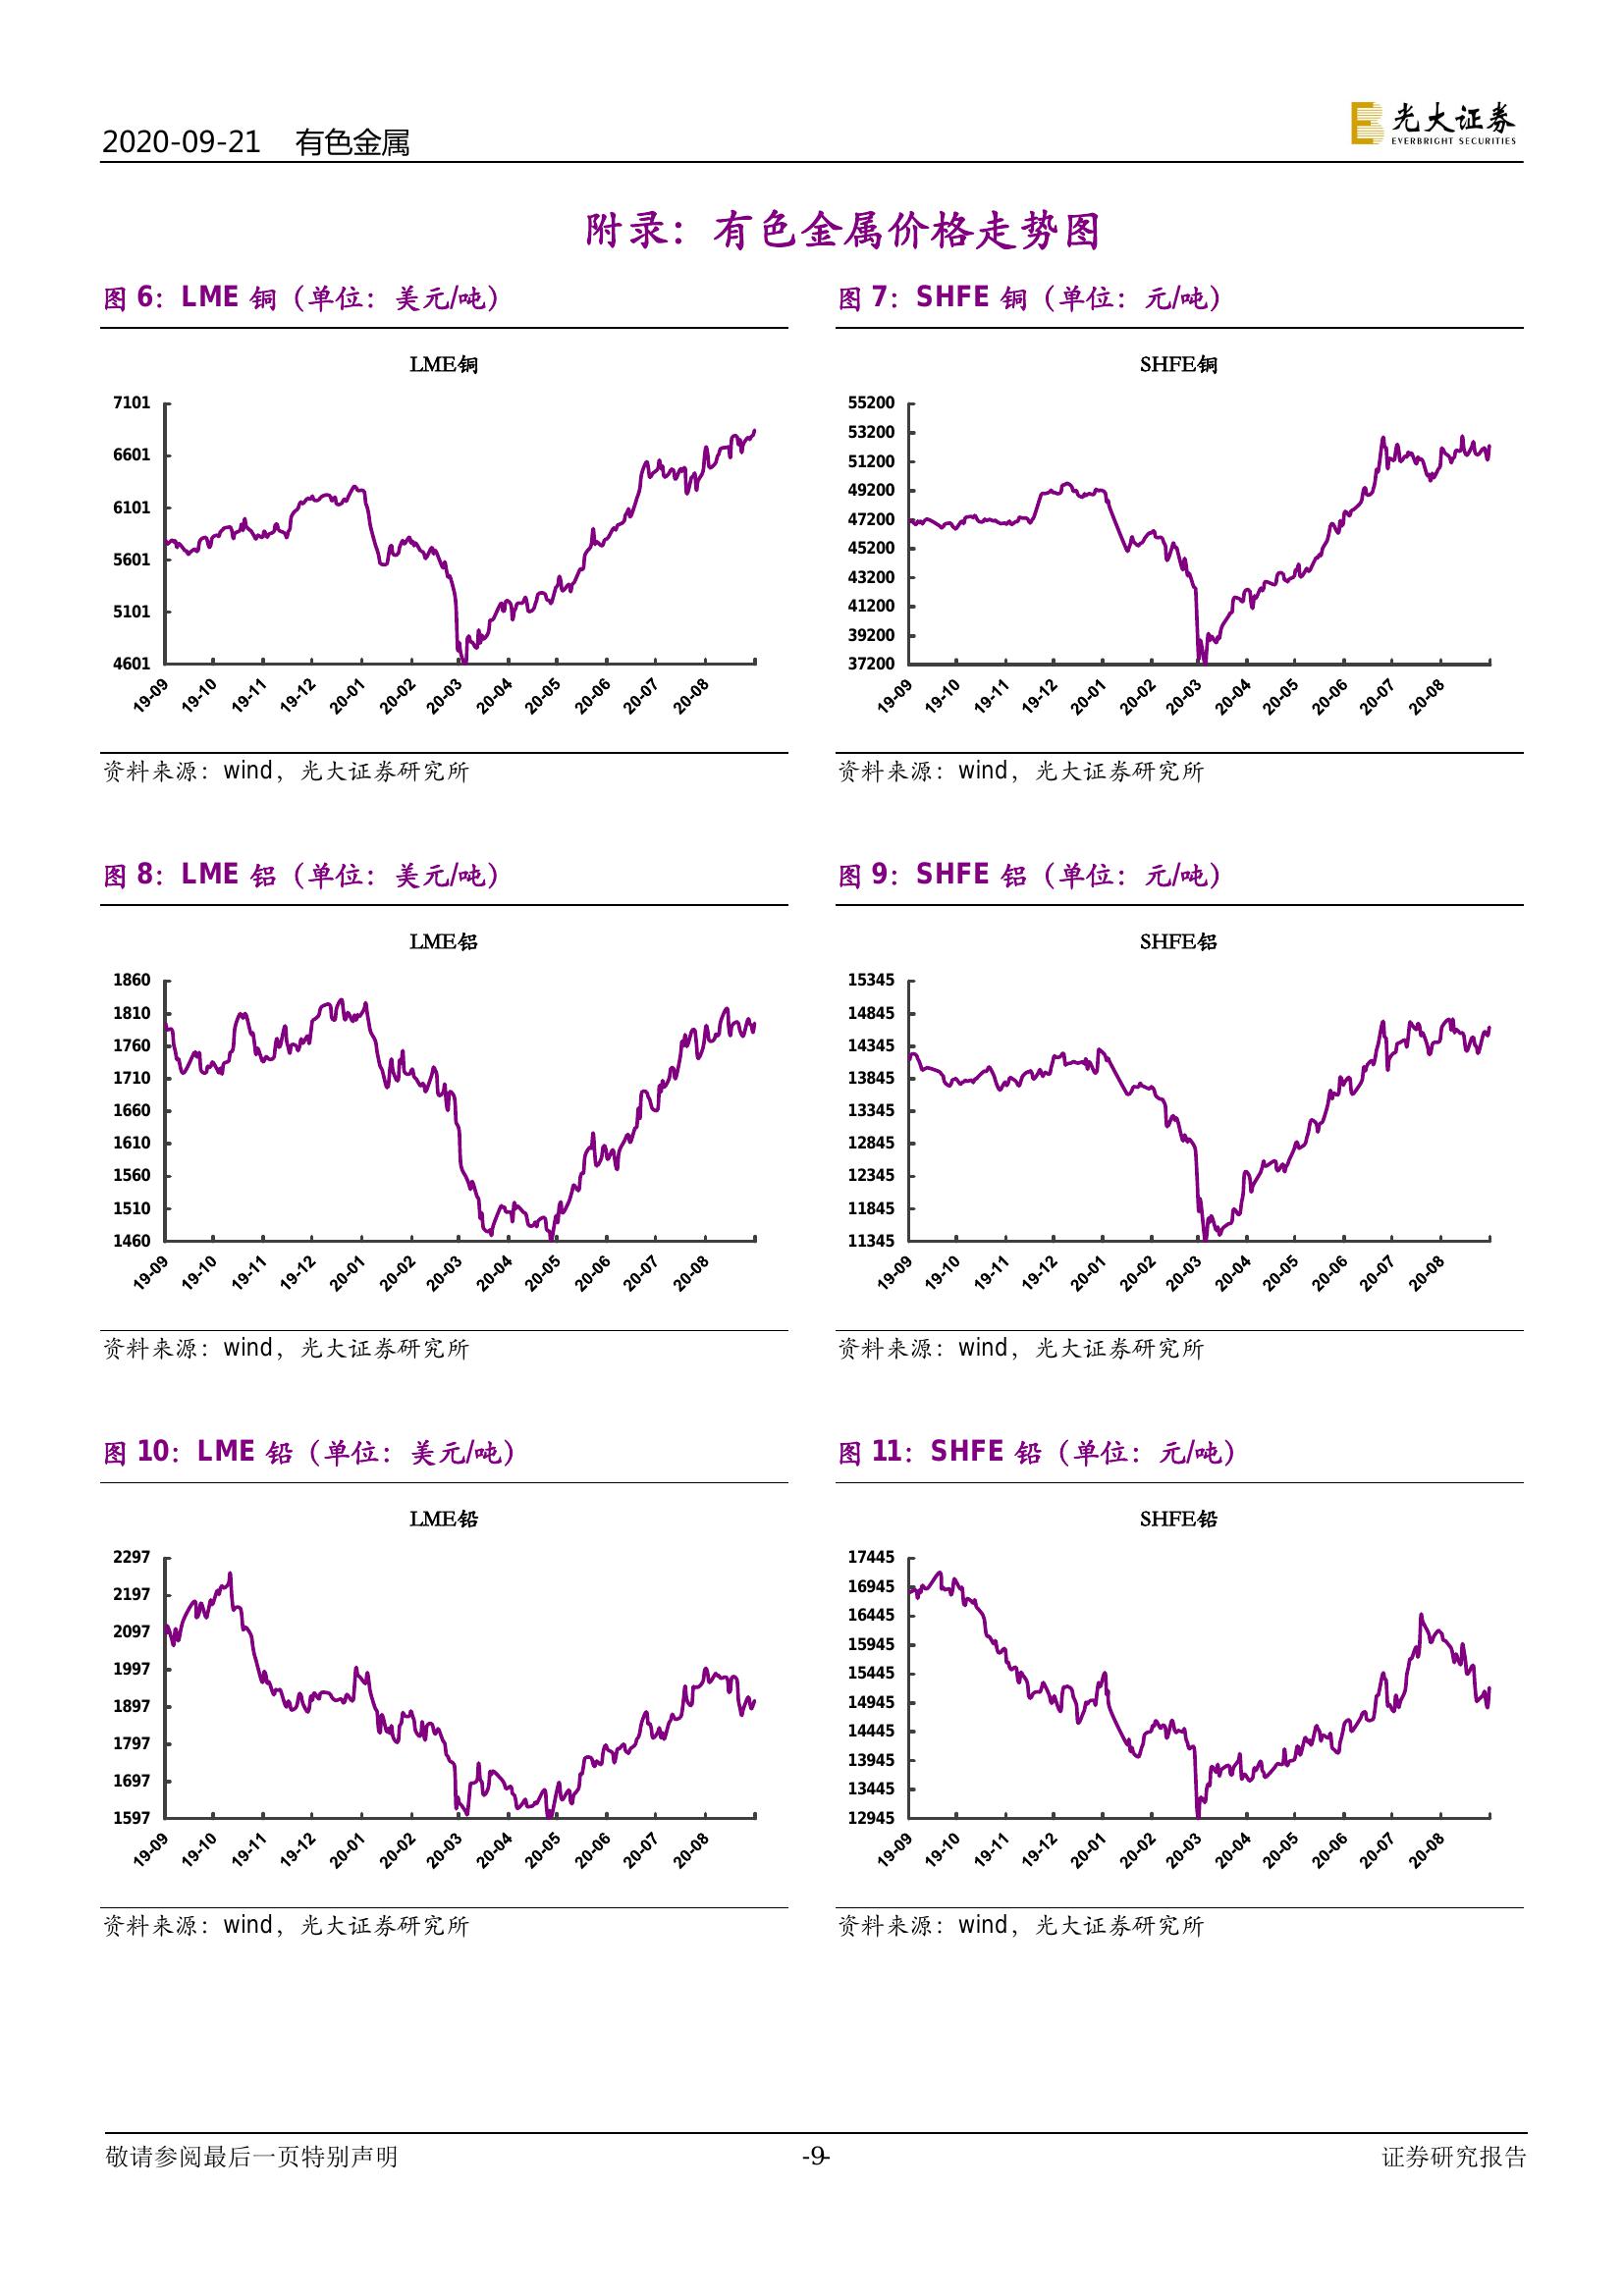 2020-09-21 有色金属
光大证券
EVERBRIGHT SECURITIES
附录：有色金属价格走势图
图 6：LME 铜（单位：美元/吨）
LME铜
7101
6601
6101
5601
5101
4601
19-09 19-10 19-11 19-12 20-01 20-02 20-03 20-04 20-05 20-06 20-07 20-08
资料来源：wind，光大证券研究所
图 7：SHFE 铜（单位：元/吨）
SHFE铜
55200
53200
51200
49200
47200
45200
43200
41200
39200
37200
19-09 19-10 19-11 19-12 20-01 20-02 20-03 20-04 20-05 20-06 20-07 20-08
资料来源：wind，光大证券研究所
图 8：LME 铝（单位：美元/吨）
LME铝
1860
1810
1760
1710
1660
1610
1560
1510
1460
19-09 19-10 19-11 19-12 20-01 20-02 20-03 20-04 20-05 20-06 20-07 20-08
资料来源：wind，光大证券研究所
图 9：SHFE 铝（单位：元/吨）
SHFE铝
15345
14845
14345
13845
13345
12845
12345
11845
11345
19-09 19-10 19-11 19-12 20-01 20-02 20-03 20-04 20-05 20-06 20-07 20-08
资料来源：wind，光大证券研究所
图 10：LME 铅（单位：美元/吨）
LME铅
2297
2197
2097
1997
1897
1797
1697
1597
19-09 19-10 19-11 19-12 20-01 20-02 20-03 20-04 20-05 20-06 20-07 20-08
资料来源：wind，光大证券研究所
图 11：SHFE 铅（单位：元/吨）
SHFE铅
17445
16945
16445
15945
15445
14945
14445
13945
13445
12945
19-09 19-10 19-11 19-12 20-01 20-02 20-03 20-04 20-05 20-06 20-07 20-08
资料来源：wind，光大证券研究所
敬请参阅最后一页特别声明
-9-
证券研究报告